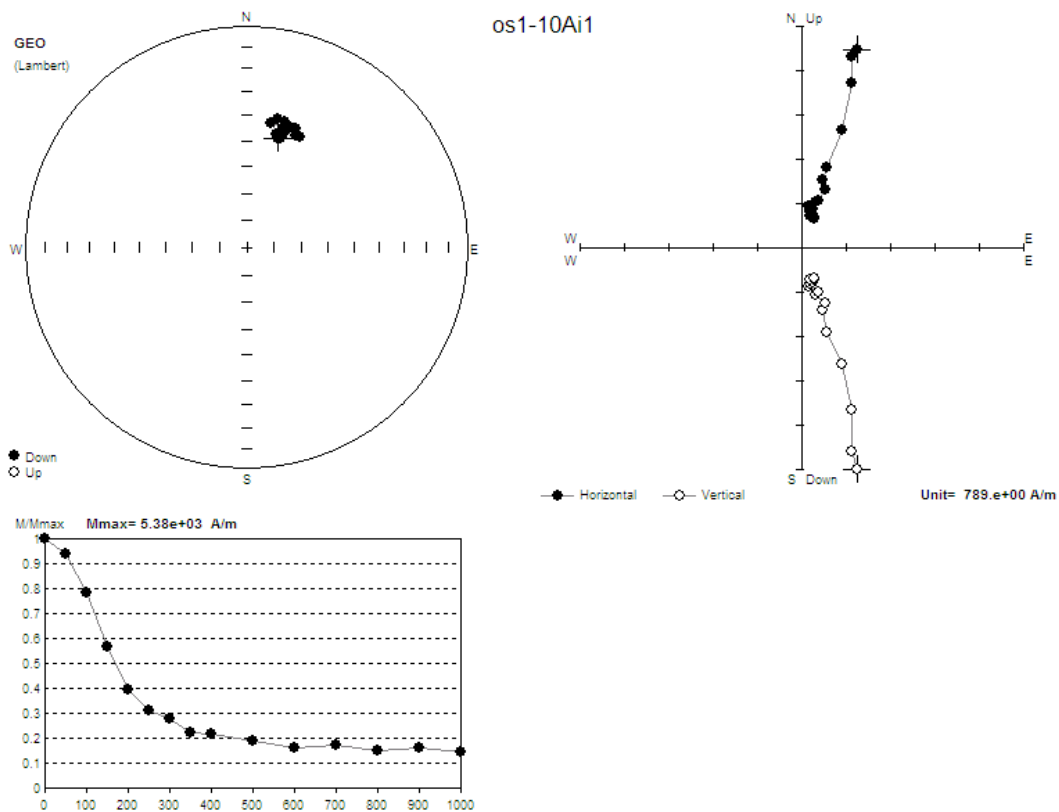 os1-10Ai1
GEO
(Lambert)
N
W
E
S
Down
Up
N Up
W
W
E
E
S Down
Horizontal
Vertical
Unit= 789.e+00 A/m
M/Mmax Mmax= 5.38e+03 A/m
1
0.9
0.8
0.7
0.6
0.5
0.4
0.3
0.2
0.1
0
0 100 200 300 400 500 600 700 800 900 1000